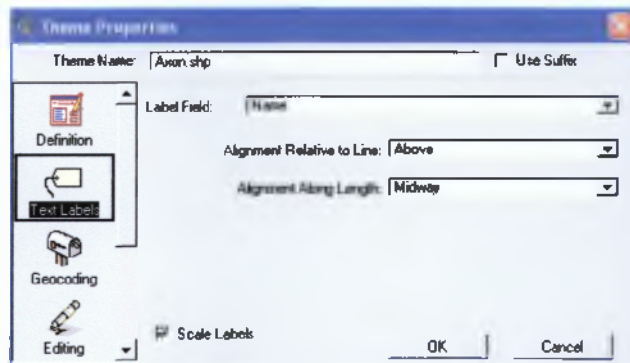 Theme Properties
Theme Name: Axon.shp Use Suffix
Definition
Text Labels
Geocoding
Editing
Label Field: Name
Alignment Relative to Line: Above
Alignment Along Length: Midway
Scale Labels
OK Cancel